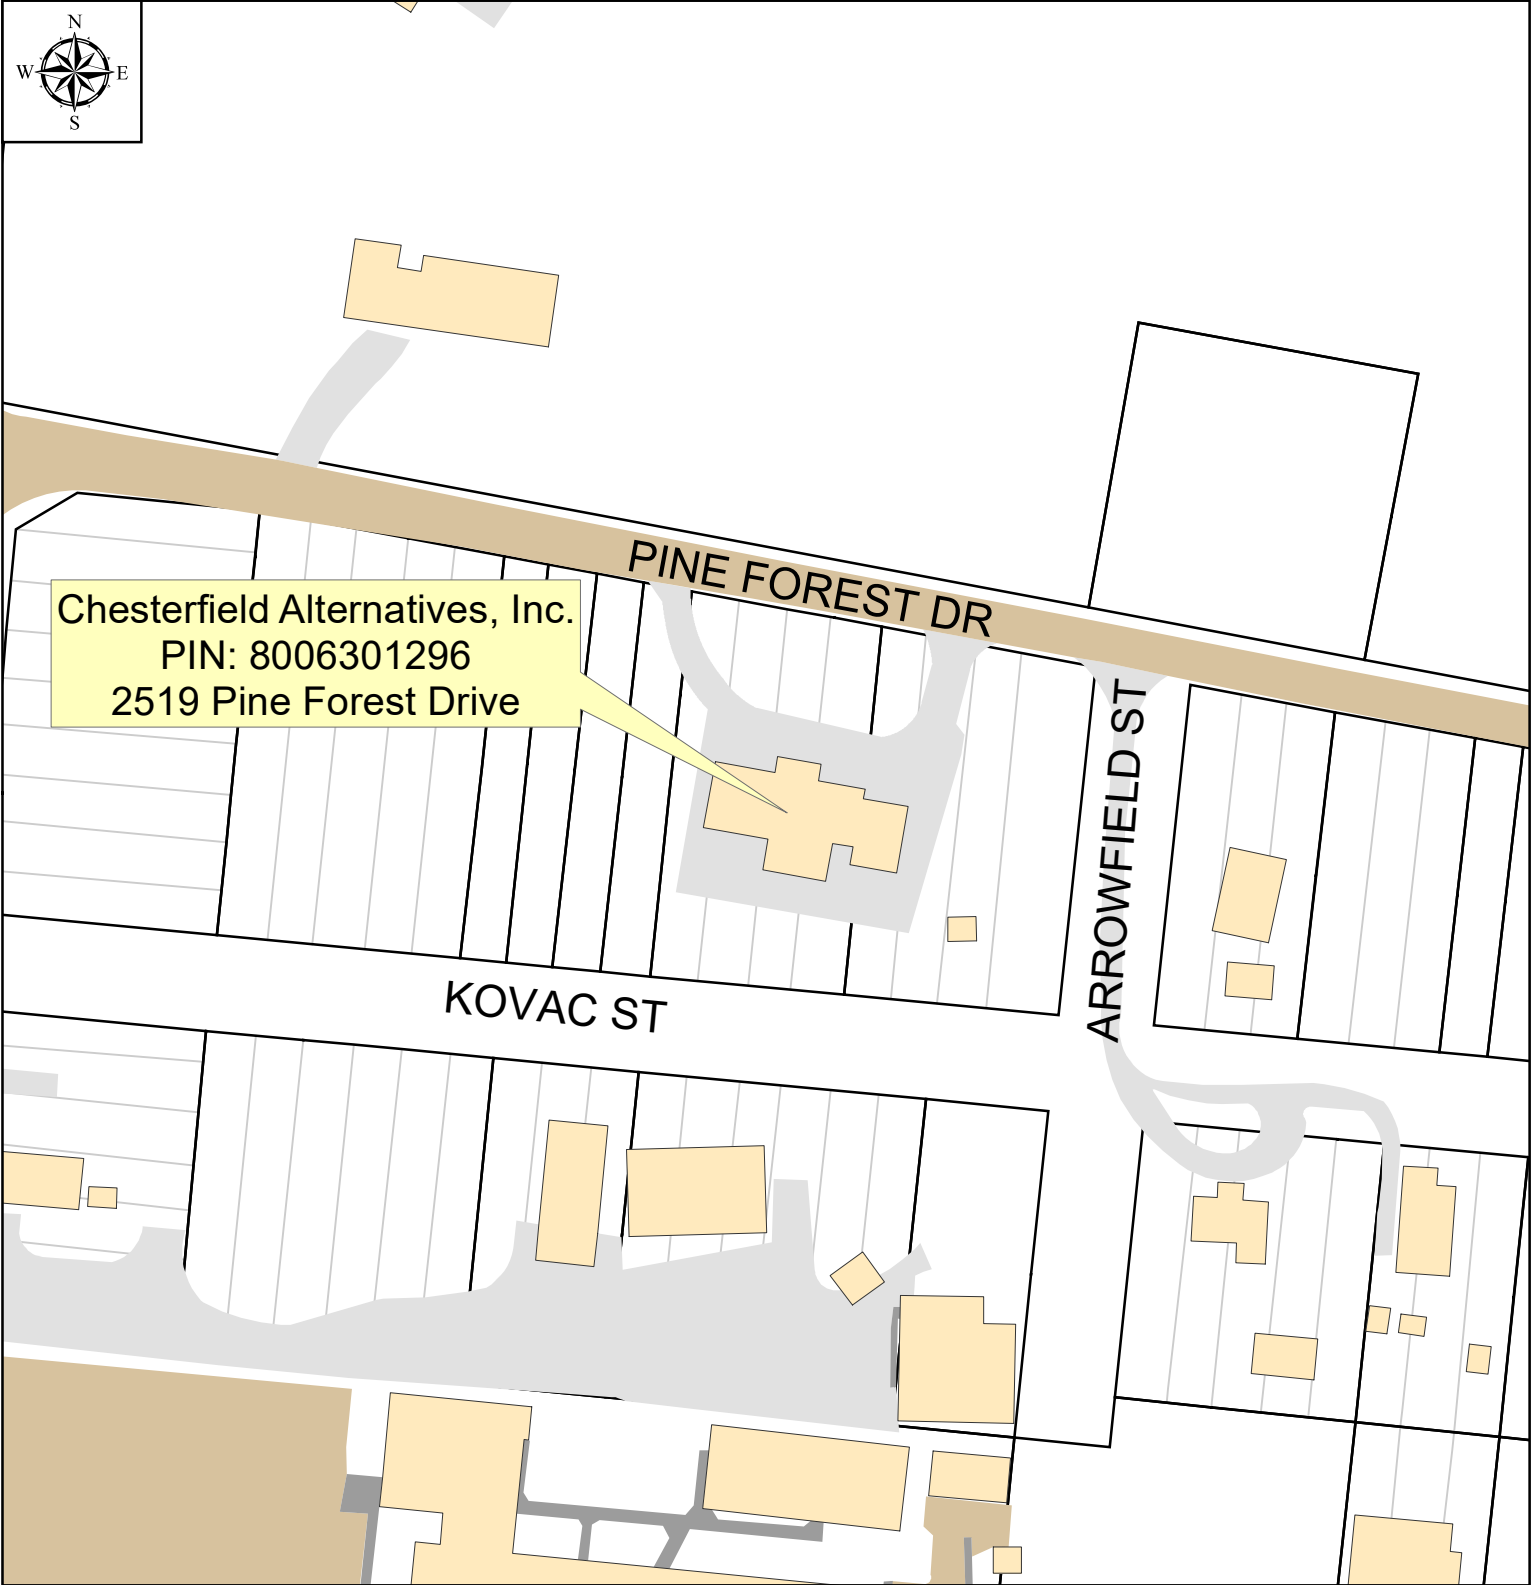 N
W E
S
PINE FOREST DR
Chesterfield Alternatives, Inc.
PIN: 8006301296
2519 Pine Forest Drive
ARROWFIELD ST
KOVAC ST